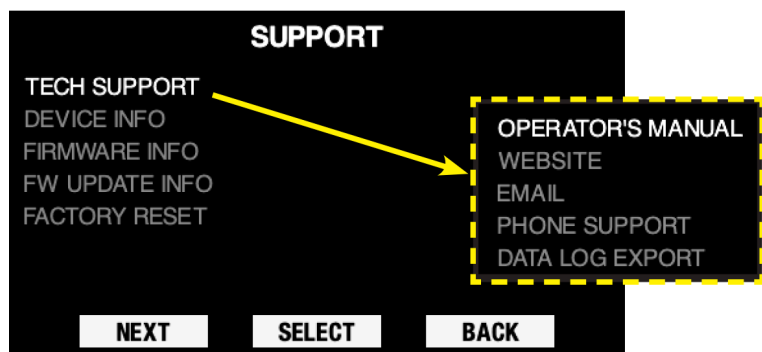 SUPPORT
TECH SUPPORT
DEVICE INFO
FIRMWARE INFO
FW UPDATE INFO
FACTORY RESET
OPERATOR'S MANUAL
WEBSITE
EMAIL
PHONE SUPPORT
DATA LOG EXPORT
NEXT SELECT BACK